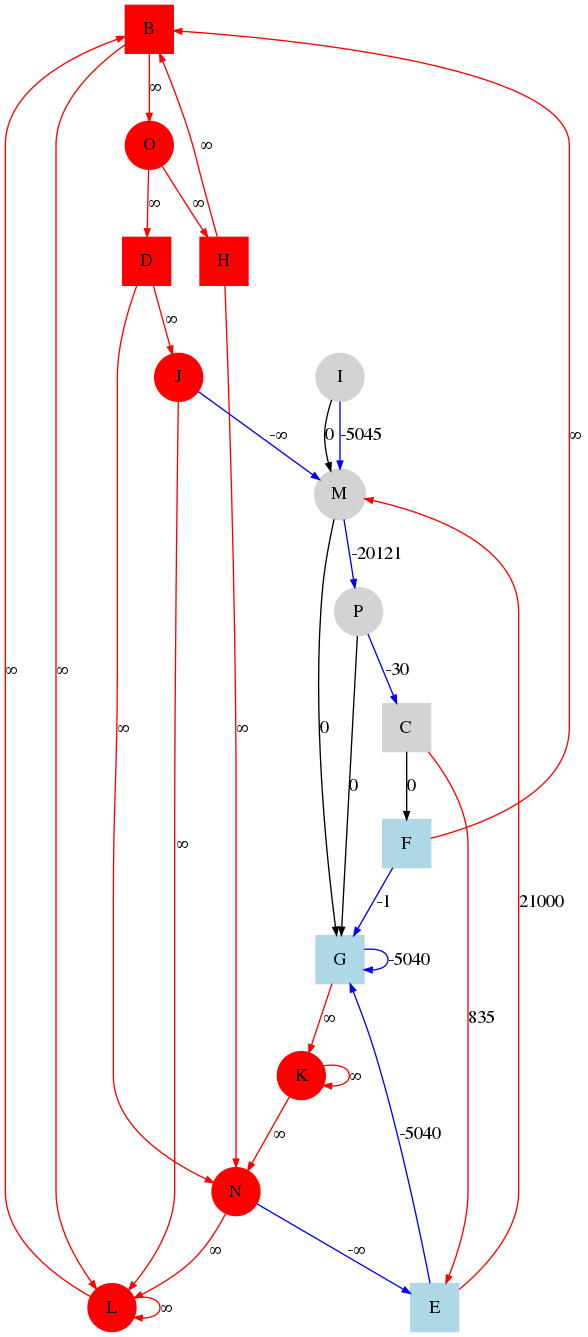 B
∞
O
∞
∞ ∞
D H
∞
J I
-∞ 0 -5045
M
-20121
P
∞ ∞ -30
∞ ∞ 0 C
0 0
∞ ∞ F
21000
-1
G -5040
∞ 835
K ∞
∞ -5040
N
∞ -∞
L ∞ E
∞